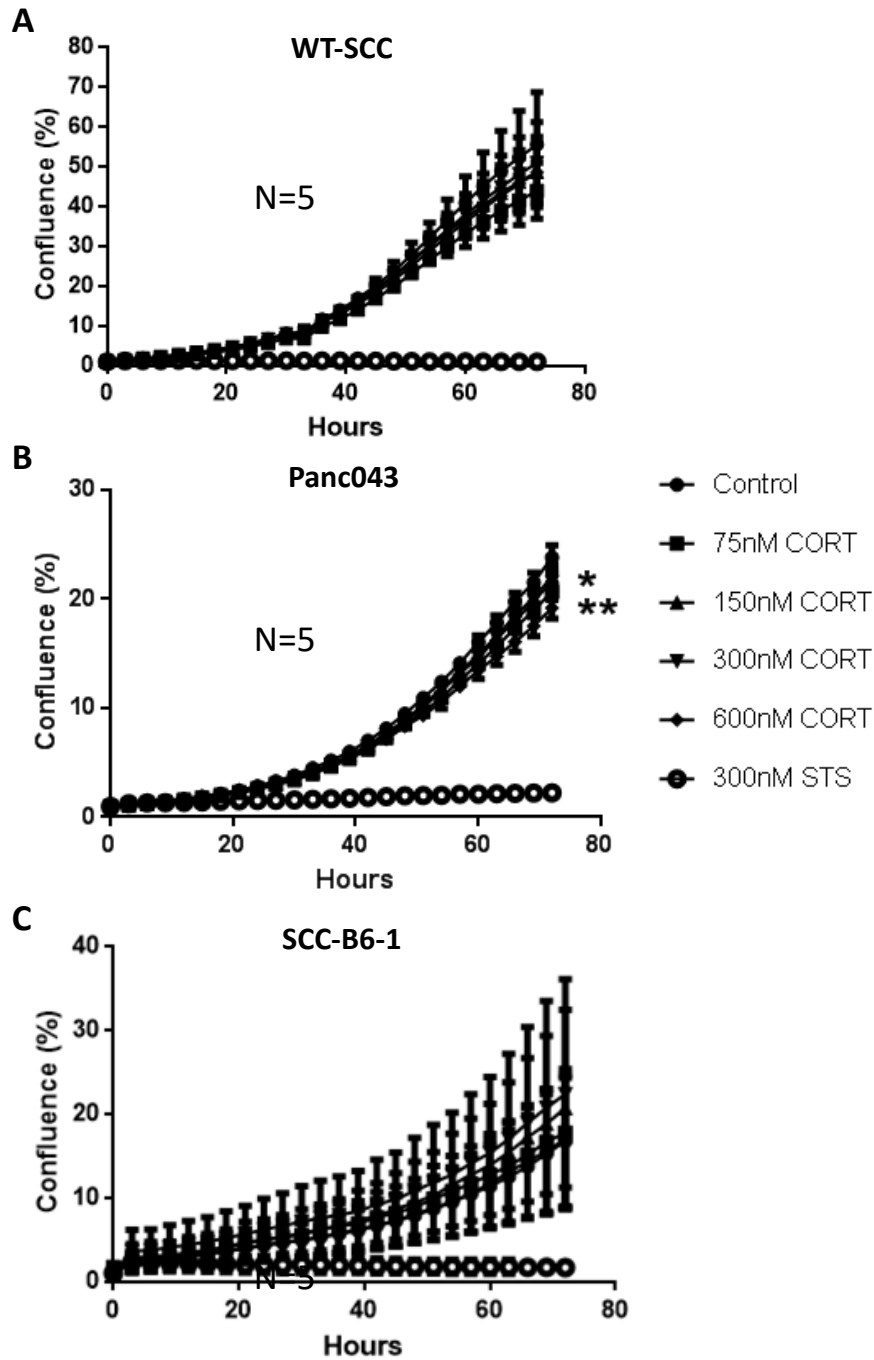 A
WT-SCC
80
70
60
50
40
30
20
10
0
Confluence (%)
N=5
0 20 40 60 80
Hours
B
Panc043
30
20
10
0
Confluence (%)
N=5
*
**
0 20 40 60 80
Hours
Control
75nM CORT
150nM CORT
300nM CORT
600nM CORT
300nM STS
C
SCC-B6-1
40
30
20
10
0
Confluence (%)
N=5
0 20 40 60 80
Hours